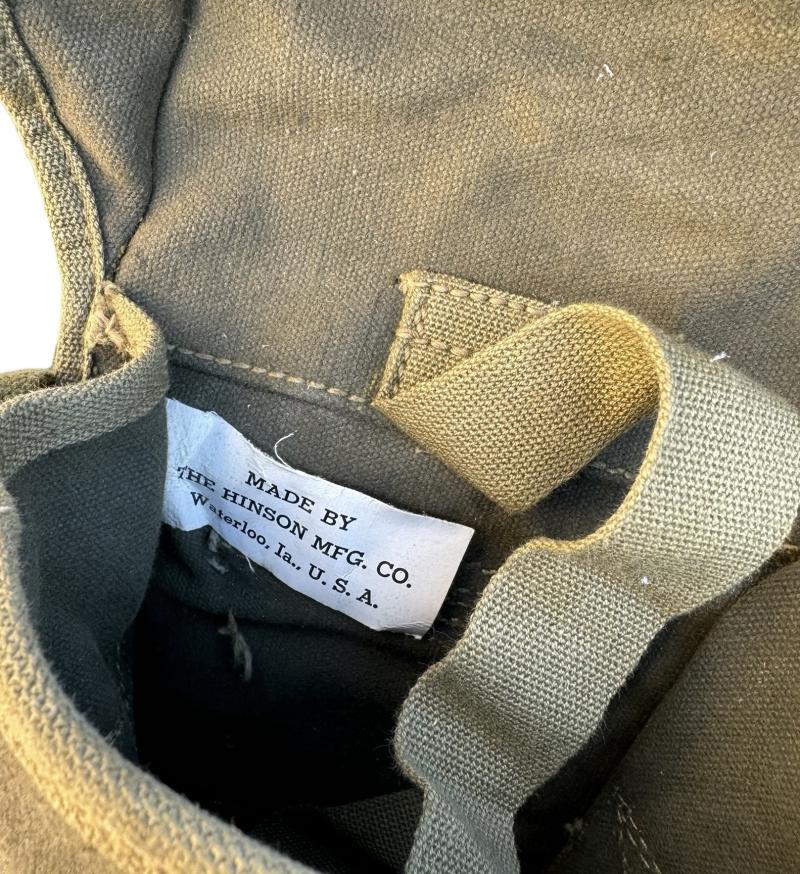 MADE BY
THE HINSON MFG. CO.
Waterloo, Ia., U. S. A.